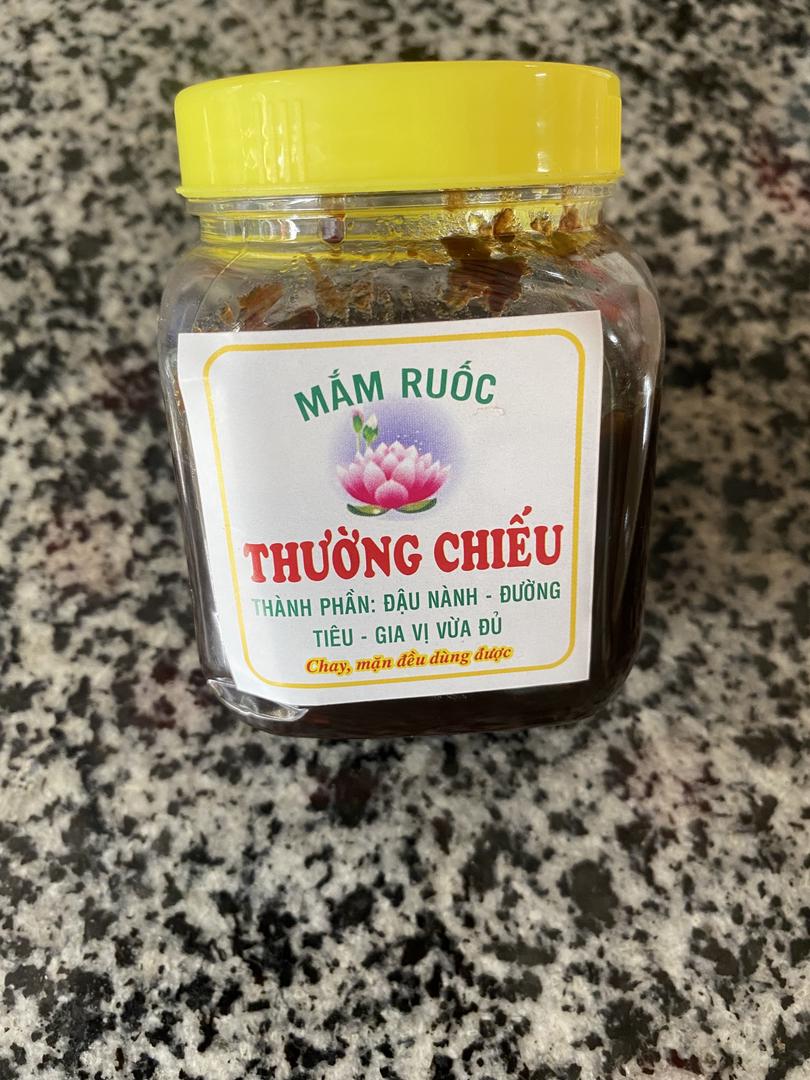 MẮM RUỐC
THƯỜNG CHIẾU
THÀNH PHẦN: ĐẬU NÀNH - ĐƯỜNG
TIÊU - GIA VỊ VỪA ĐỦ
Chay, mặn đều dùng được